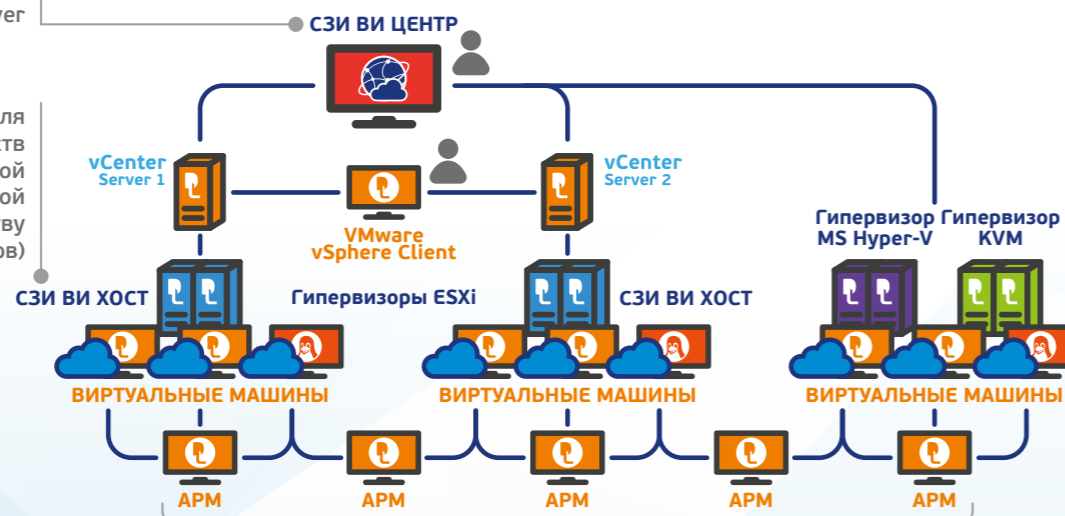 СЗИ ВИ ЦЕНТР
vCenter
Server 1
vCenter
Server 2
VMware
vSphere Client
Гипервизор
MS Hyper-V
Гипервизор
KVM
СЗИ ВИ ХОСТ
Гипервизоры ESXi
СЗИ ВИ ХОСТ
ВИРТУАЛЬНЫЕ МАШИНЫ
ВИРТУАЛЬНЫЕ МАШИНЫ
ВИРТУАЛЬНЫЕ МАШИНЫ
АРМ
АРМ
АРМ
АРМ
АРМ